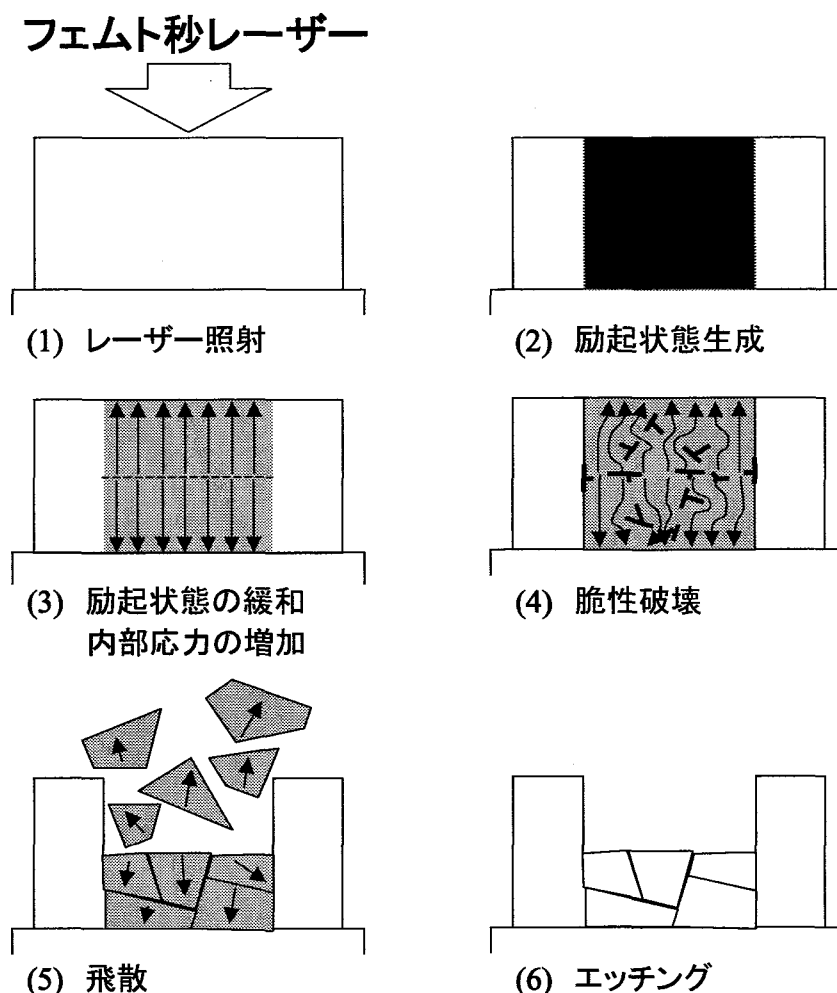 フェムト秒レーザー
(1) レーザー照射
(2) 励起状態生成
(3) 励起状態の緩和
内部応力の増加
(4) 脆性破壊
(5) 飛散
(6) エッチング